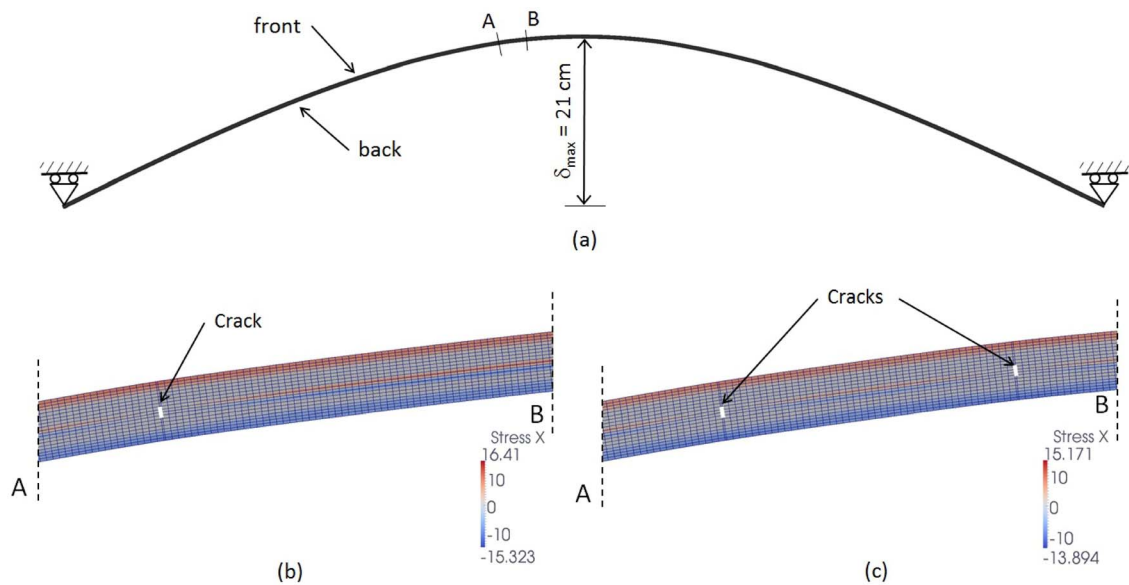 A
B
front
back
δmax = 21 cm
(a)
Crack
A
B
Stress X
16.41
10
0
-10
-15.323
(b)
Cracks
A
B
Stress X
15.171
10
0
-10
-13.894
(c)